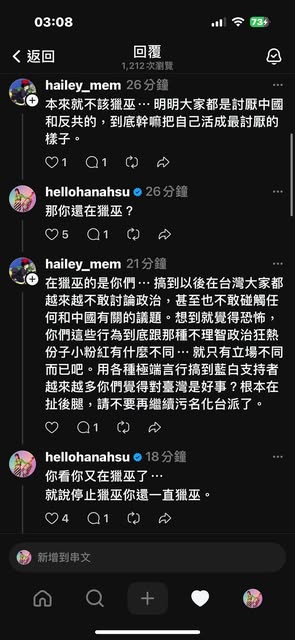 03:08
73
返回
回覆
1,212次瀏覽
hailey_mem 26分鐘
本來就不該獵巫⋯明明大家都是討厭中國
和反共的，到底幹嘛把自己活成最討厭的
樣子。
1 1
hellohanahsu 26分鐘
那你還在獵巫？
5 1
hailey_mem 21分鐘
在獵巫的是你們⋯搞到以後在台灣大家都
越來越不敢討論政治，甚至也不敢碰觸任
何和中國有關的議題。想到就覺得恐怖，
你們這些行為到底跟那種不理智政治狂熱
份子小粉紅有什麼不同⋯就只有立場不同
而已吧。用各種極端言行搞到藍白支持者
越來越多你們覺得對臺灣是好事？根本在
扯後腿，請不要再繼續污名化台派了。
1
hellohanahsu 18分鐘
你看你又在獵巫了⋯
就說停止獵巫你還一直獵巫。
4 1
新增到串文